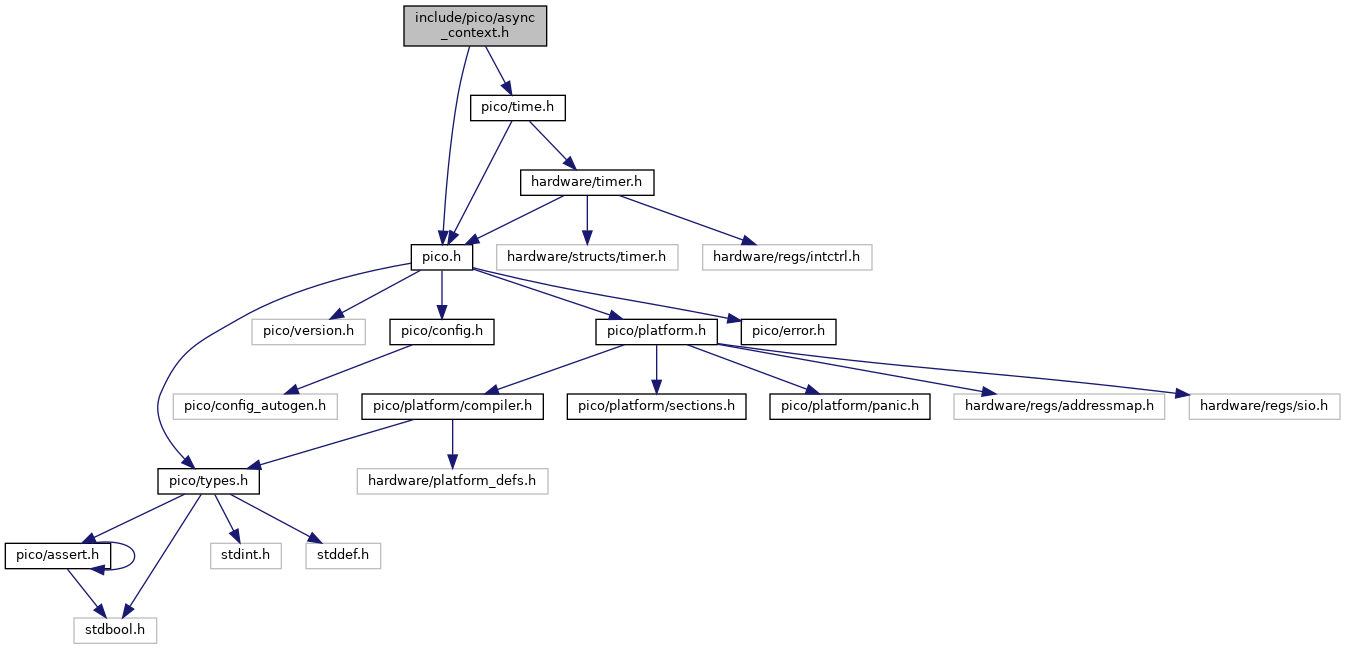 include/pico/async
_context.h
pico/time.h
hardware/timer.h
pico.h
hardware/structs/timer.h
hardware/regs/intctrl.h
pico/version.h
pico/config.h
pico/platform.h
pico/error.h
pico/config_autogen.h
pico/platform/compiler.h
pico/platform/sections.h
pico/platform/panic.h
hardware/regs/addressmap.h
hardware/regs/sio.h
pico/types.h
hardware/platform_defs.h
pico/assert.h
stdint.h
stddef.h
stdbool.h